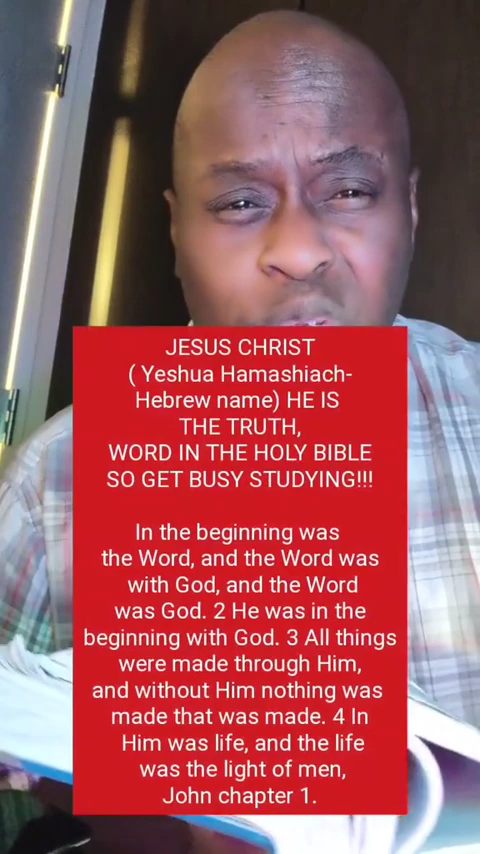 JESUS CHRIST
( Yeshua Hamashiach-
Hebrew name) HE IS
THE TRUTH,
WORD IN THE HOLY BIBLE
SO GET BUSY STUDYING!!!
In the beginning was
the Word, and the Word was
with God, and the Word
was God. 2 He was in the
beginning with God. 3 All things
were made through Him,
and without Him nothing was
made that was made. 4 In
Him was life, and the life
was the light of men,
John chapter 1.